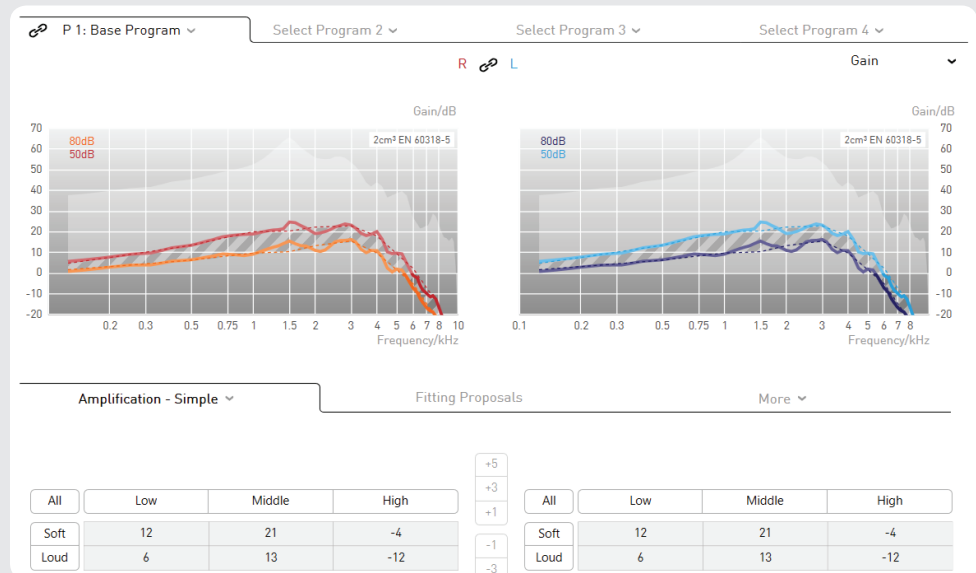 P 1: Base Program Select Program 2 Select Program 3 Select Program 4
R L Gain
Gain/dB Gain/dB
70 80dB 2cm³ EN 60318-5 80dB 2cm³ EN 60318-5 70
60 50dB 50dB 60
50 50
40 40
30 30
20 20
10 10
0 0
-10 -10
-20 -20
0.2 0.3 0.5 0.75 1 1.5 2 3 4 5 6 7 8 10 0.1 0.2 0.3 0.5 0.75 1 1.5 2 3 4 5 6 7 8
Frequency/kHz Frequency/kHz
Amplification - Simple Fitting Proposals More
+5
+3
All Low Middle High +1 All Low Middle High
Soft 12 21 -4 Soft 12 21 -4
-1
Loud 6 13 -12 Loud 6 13 -12
-3